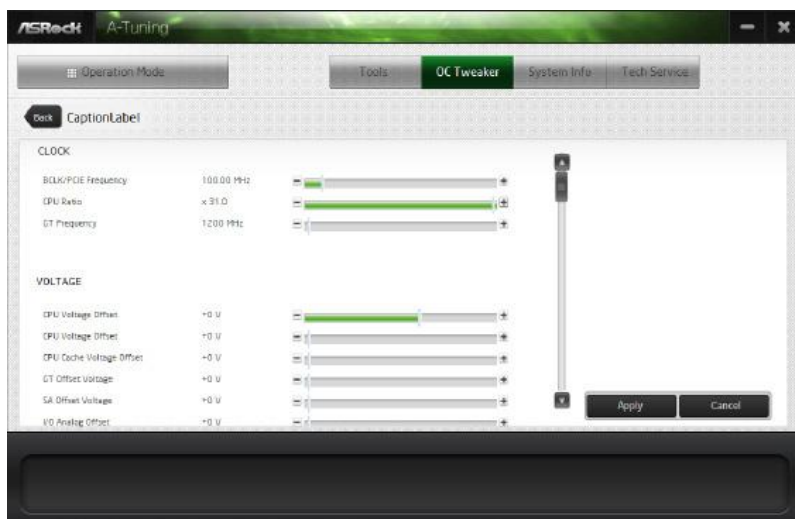 ASRock A-Tuning
Operation Mode Tools OC Tweaker System Info Tech Service
Back CaptionLabel
CLOCK
BCLK/PCIE Frequency 100.00 MHz
CPU Ratio x 31.0
GT Frequency 1200 MHz
VOLTAGE
CPU Voltage Offset +0 V
CPU Voltage Offset +0 V
CPU Cache Voltage Offset +0 V
GT Offset Voltage +0 V
SA Offset Voltage +0 V
I/O Analog Offset +0 V
Apply Cancel